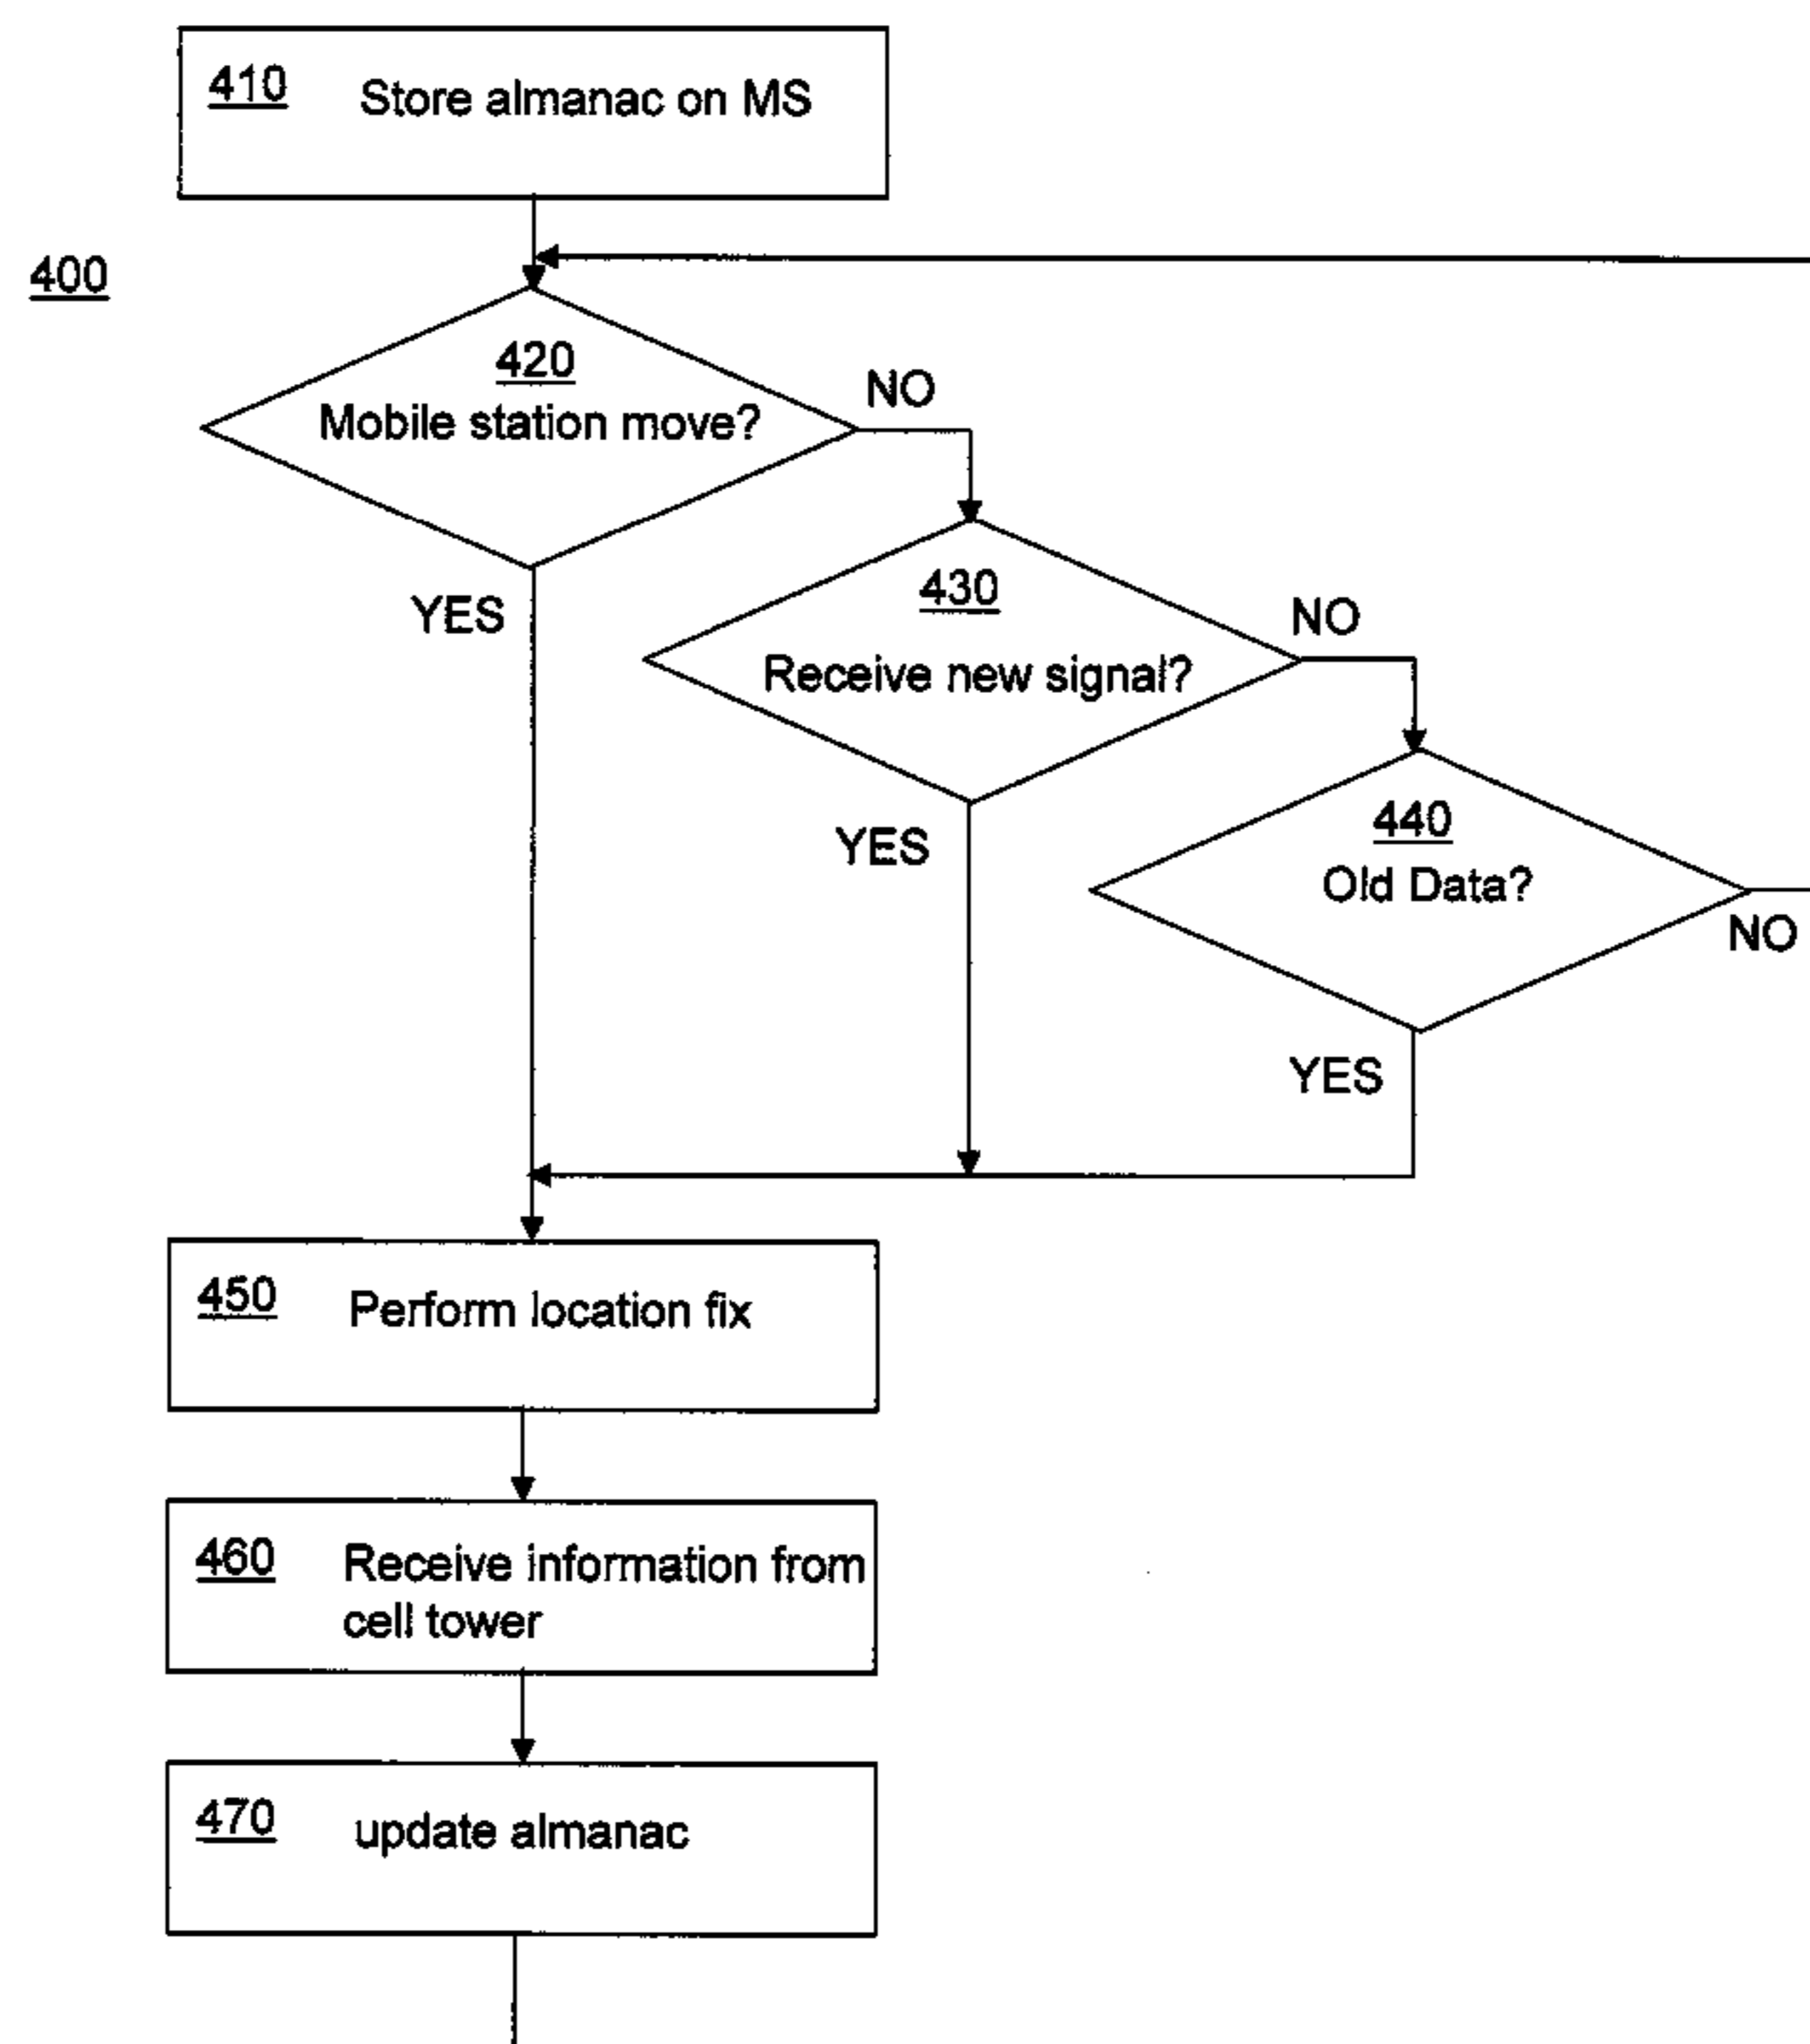 410 Store almanac on MS
400
420
Mobile station move?
NO
YES
430
Receive new signal?
NO
YES
440
Old Data?
NO
YES
450 Perform location fix
460 Receive information from
cell tower
470 update almanac